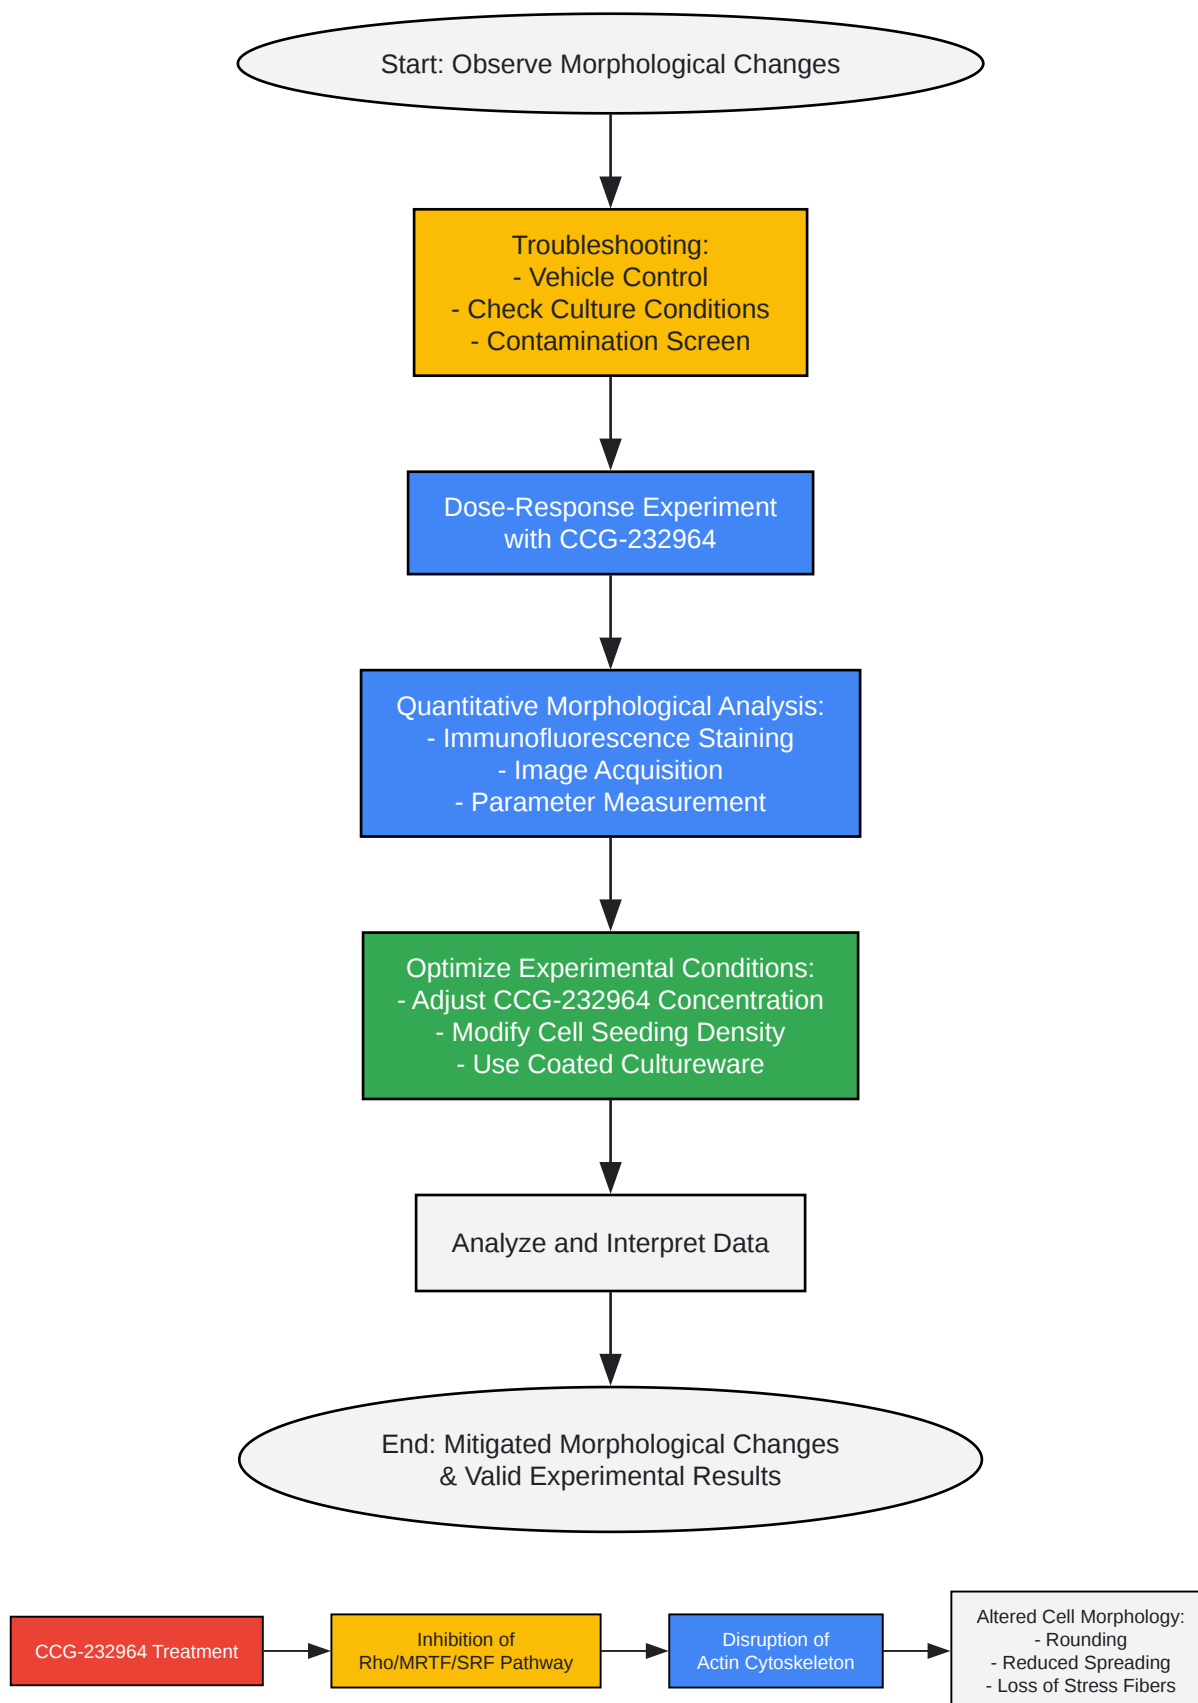 Start: Observe Morphological Changes
Troubleshooting:
- Vehicle Control
- Check Culture Conditions
- Contamination Screen
Dose-Response Experiment
with CCG-232964
Quantitative Morphological Analysis:
- Immunofluorescence Staining
- Image Acquisition
- Parameter Measurement
Optimize Experimental Conditions:
- Adjust CCG-232964 Concentration
- Modify Cell Seeding Density
- Use Coated Cultureware
Analyze and Interpret Data
End: Mitigated Morphological Changes
& Valid Experimental Results
CCG-232964 Treatment
Inhibition of
Rho/MRTF/SRF Pathway
Disruption of
Actin Cytoskeleton
Altered Cell Morphology:
- Rounding
- Reduced Spreading
- Loss of Stress Fibers